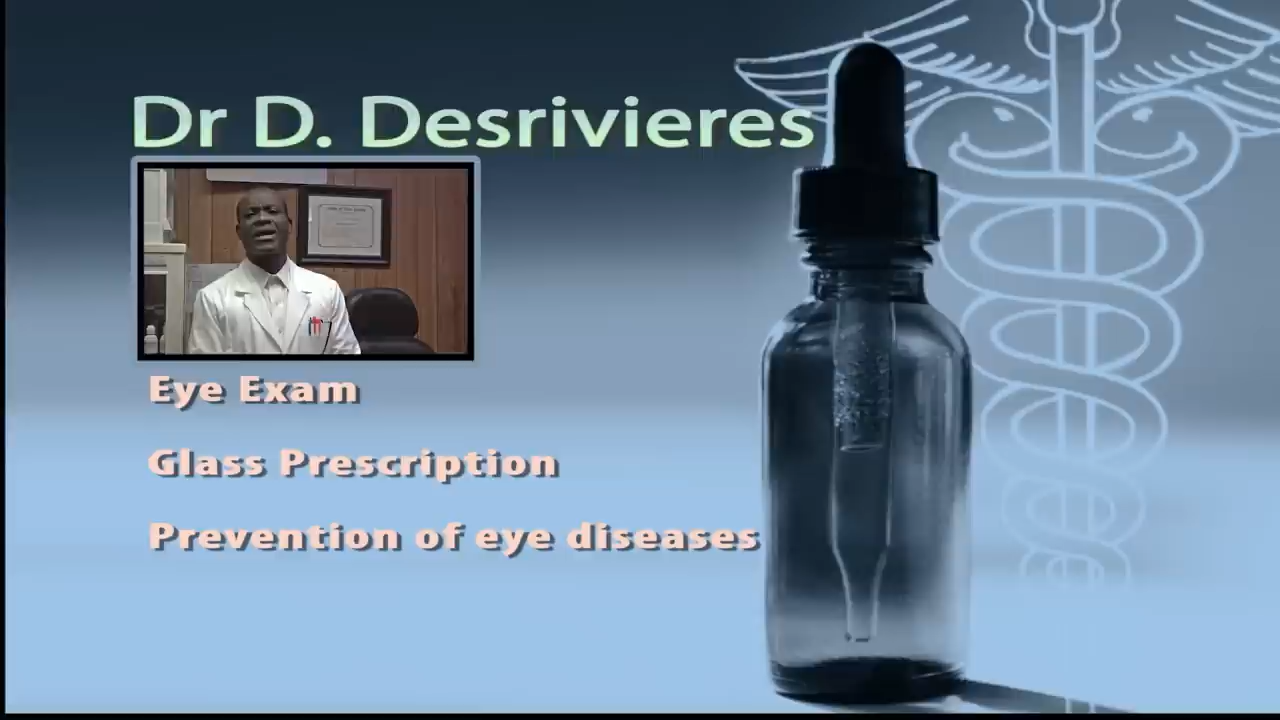 Dr D. Desrivieres
Eye Exam
Glass Prescription
Prevention of eye diseases